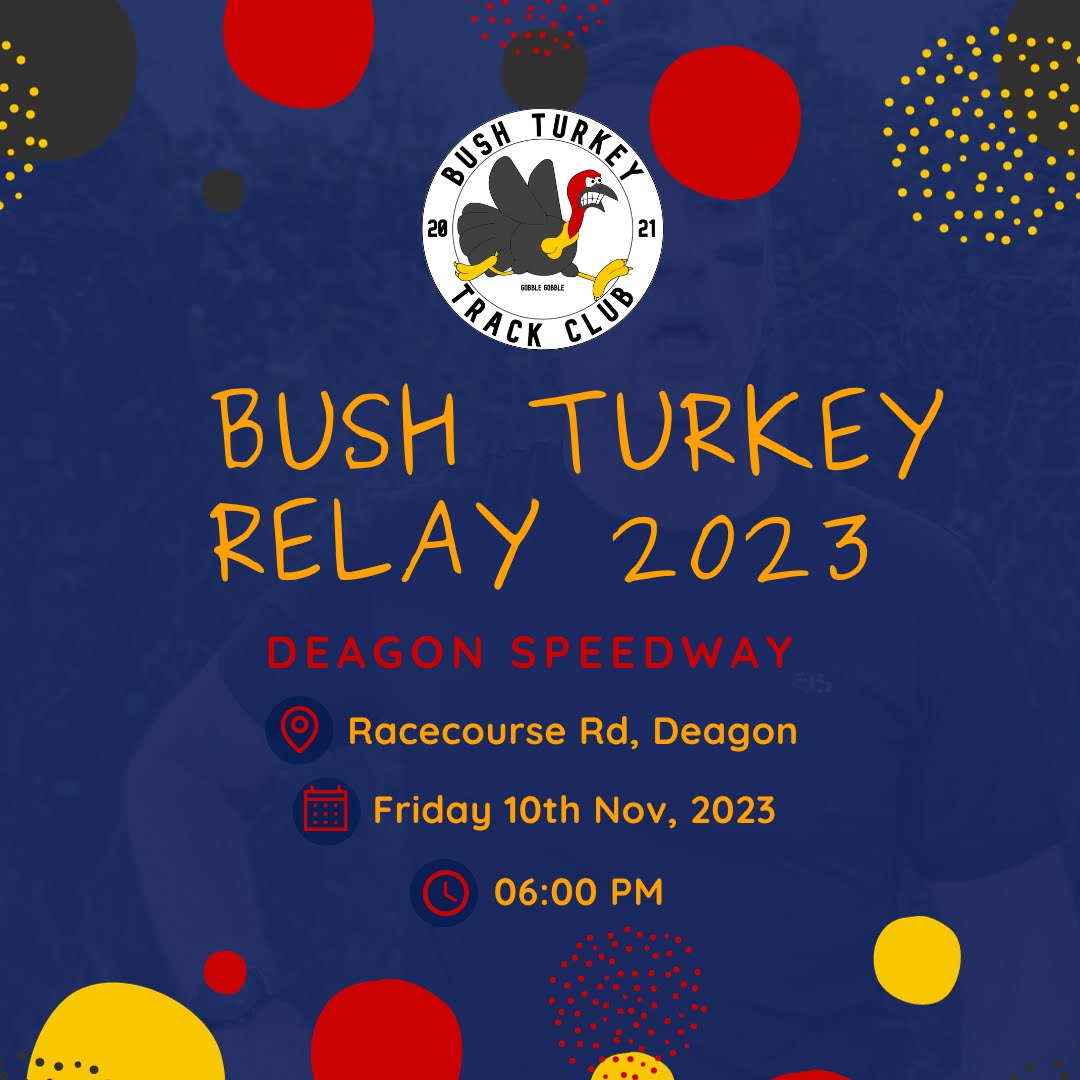 BUSH TURKEY
20
21
GOBBLE GOBBLE
TRACK CLUB
BUSH TURKEY
RELAY 2023
DEAGON SPEEDWAY
Racecourse Rd, Deagon
Friday 10th Nov, 2023
06:00 PM